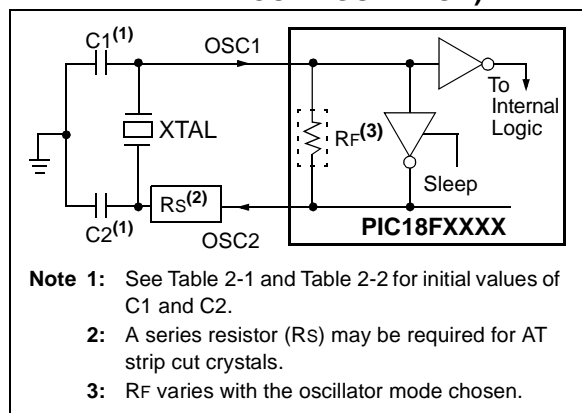 C1(1)
OSC1
To
Internal
Logic
XTAL
RF(3)
Sleep
C2(1)
RS(2)
OSC2
PIC18FXXXX
Note 1: See Table 2-1 and Table 2-2 for initial values of
C1 and C2.
2: A series resistor (RS) may be required for AT
strip cut crystals.
3: RF varies with the oscillator mode chosen.